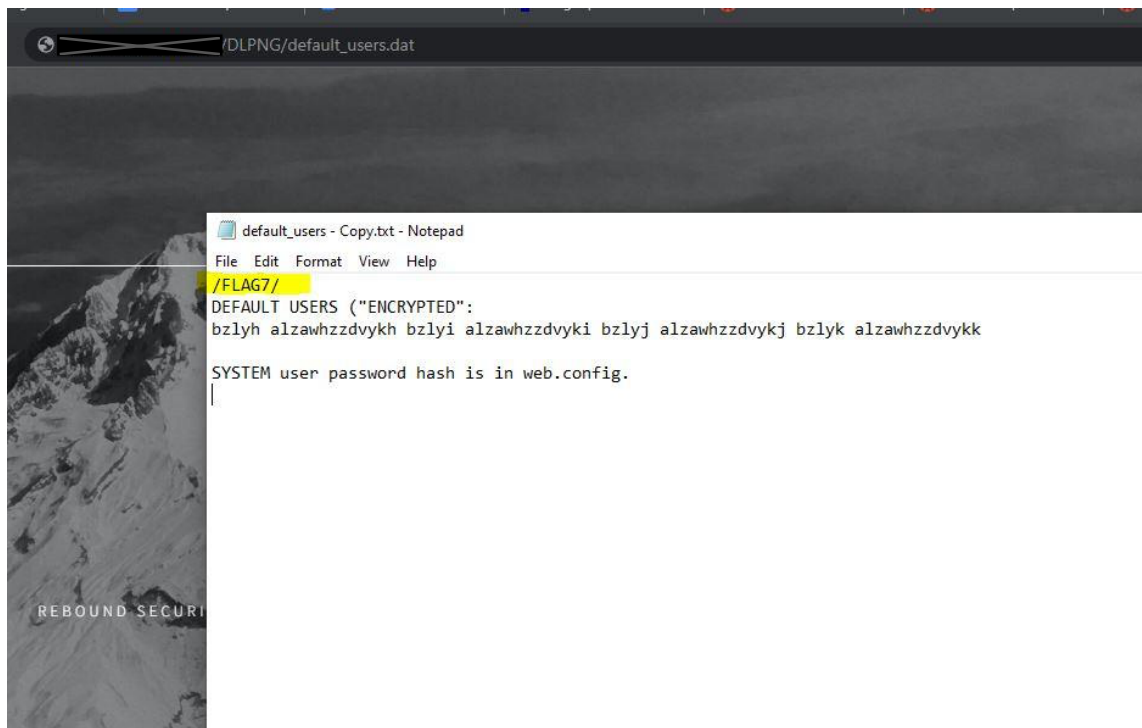 /DLPNG/default_users.dat
default_users - Copy.txt - Notepad
File Edit Format View Help
/FLAG7/
DEFAULT USERS ("ENCRYPTED":
bzlyh alzawhzzdvykh bzlyi alzawhzzdvyki bzlyj alzawhzzdvykj bzlyk alzawhzzdvykk
SYSTEM user password hash is in web.config.
REBOUND SECURI